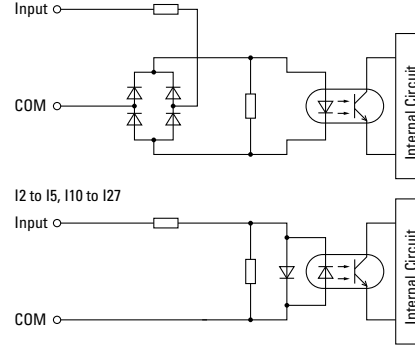 Input
COM
Internal Circuit
I2 to I5, I10 to I27
Input
COM
Internal Circuit